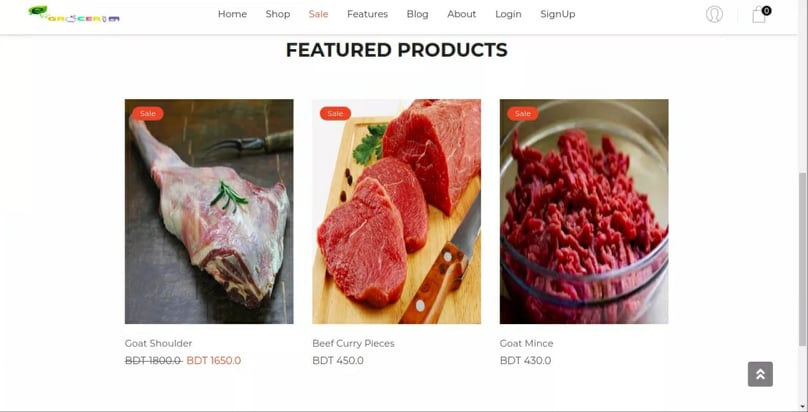 eGROCERIM
Home Shop Sale Features Blog About Login SignUp
0
FEATURED PRODUCTS
Sale Sale Sale
Goat Shoulder Beef Curry Pieces Goat Mince
BDT 1800.0 BDT 1650.0 BDT 450.0 BDT 430.0